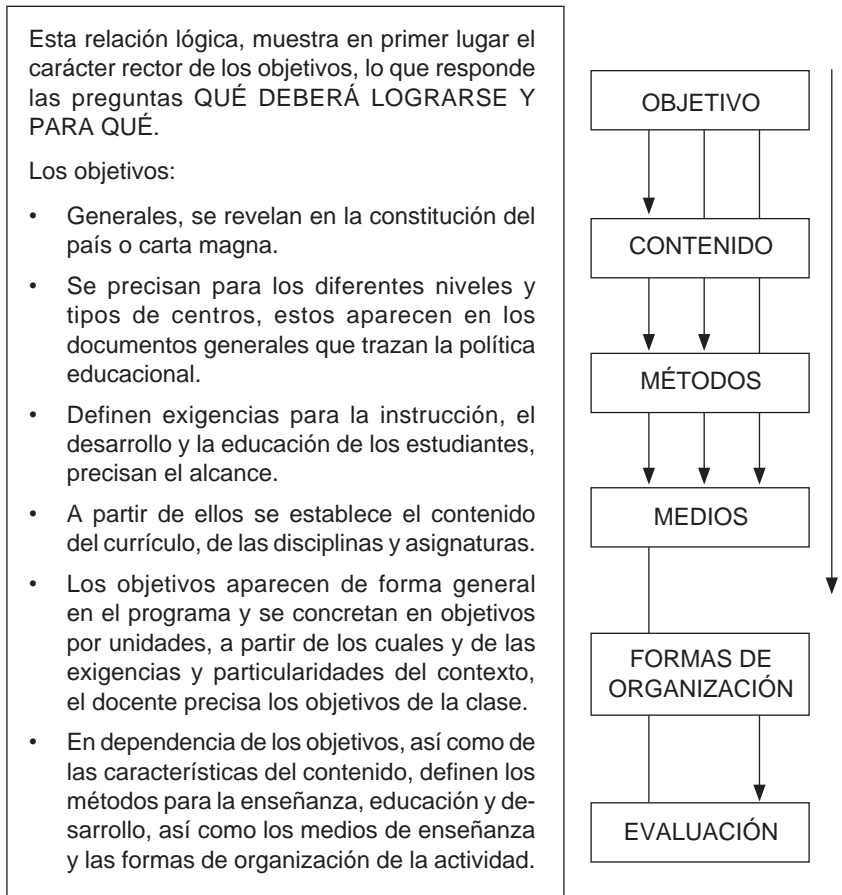 Esta relación lógica, muestra en primer lugar el
carácter rector de los objetivos, lo que responde
las preguntas QUÉ DEBERÁ LOGRARSE Y
PARA QUÉ.
Los objetivos:
• Generales, se revelan en la constitución del
país o carta magna.
• Se precisan para los diferentes niveles y
tipos de centros, estos aparecen en los
documentos generales que trazan la política
educacional.
• Definen exigencias para la instrucción, el
desarrollo y la educación de los estudiantes,
precisan el alcance.
• A partir de ellos se establece el contenido
del currículo, de las disciplinas y asignaturas.
• Los objetivos aparecen de forma general
en el programa y se concretan en objetivos
por unidades, a partir de los cuales y de las
exigencias y particularidades del contexto,
el docente precisa los objetivos de la clase.
• En dependencia de los objetivos, así como de
las características del contenido, definen los
métodos para la enseñanza, educación y de-
sarrollo, así como los medios de enseñanza
y las formas de organización de la actividad.
OBJETIVO
CONTENIDO
MÉTODOS
MEDIOS
FORMAS DE
ORGANIZACIÓN
EVALUACIÓN